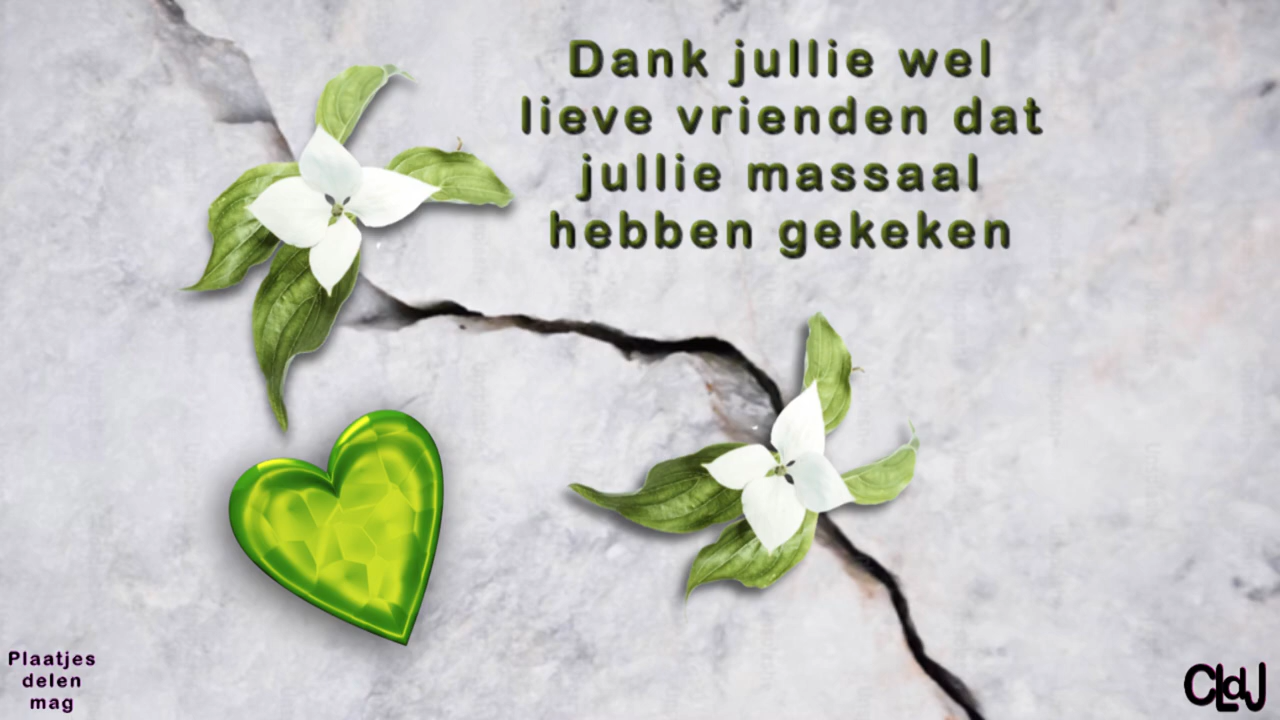 Dank jullie wel
lieve vrienden dat
jullie massaal
hebben gekeken
Plaatjes
delen
mag
CLdJ